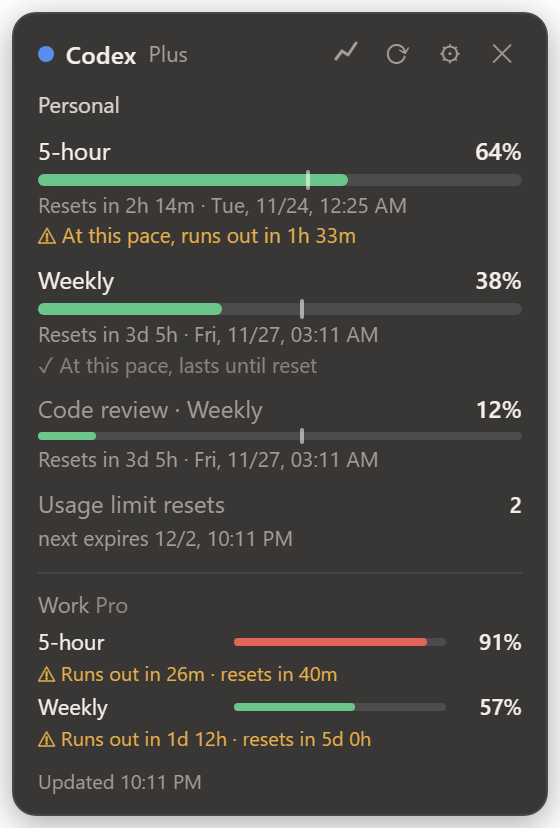 Codex Plus
Personal
5-hour 64%
Resets in 2h 14m · Tue, 11/24, 12:25 AM
⚠ At this pace, runs out in 1h 33m
Weekly 38%
Resets in 3d 5h · Fri, 11/27, 03:11 AM
✓ At this pace, lasts until reset
Code review · Weekly 12%
Resets in 3d 5h · Fri, 11/27, 03:11 AM
Usage limit resets 2
next expires 12/2, 10:11 PM
Work Pro
5-hour 91%
⚠ Runs out in 26m · resets in 40m
Weekly 57%
⚠ Runs out in 1d 12h · resets in 5d 0h
Updated 10:11 PM